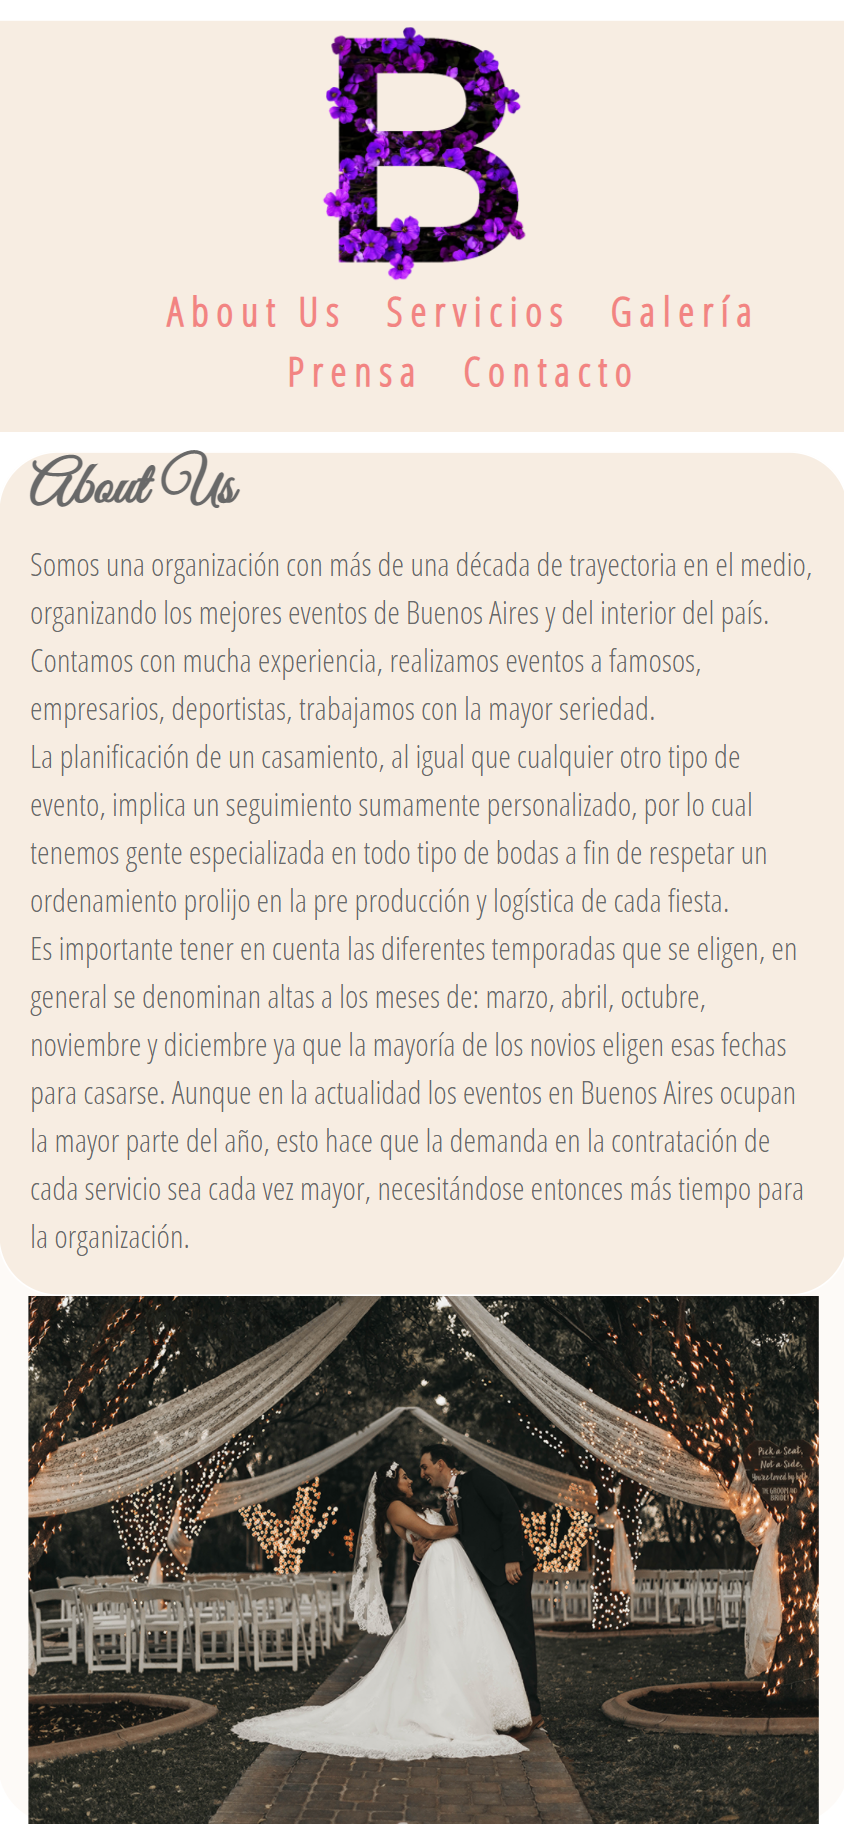 B
About Us Servicios Galería
Prensa Contacto
About Us
Somos una organización con más de una década de trayectoria en el medio,
organizando los mejores eventos de Buenos Aires y del interior del país.
Contamos con mucha experiencia, realizamos eventos a famosos,
empresarios, deportistas, trabajamos con la mayor seriedad.
La planificación de un casamiento, al igual que cualquier otro tipo de
evento, implica un seguimiento sumamente personalizado, por lo cual
tenemos gente especializada en todo tipo de bodas a fin de respetar un
ordenamiento prolijo en la pre producción y logística de cada fiesta.
Es importante tener en cuenta las diferentes temporadas que se eligen, en
general se denominan altas a los meses de: marzo, abril, octubre,
noviembre y diciembre ya que la mayoría de los novios eligen esas fechas
para casarse. Aunque en la actualidad los eventos en Buenos Aires ocupan
la mayor parte del año, esto hace que la demanda en la contratación de
cada servicio sea cada vez mayor, necesitándose entonces más tiempo para
la organización.
Pick a Seat,
Not a Side,
You're loved by both
THE GROOM AND
BRIDE!